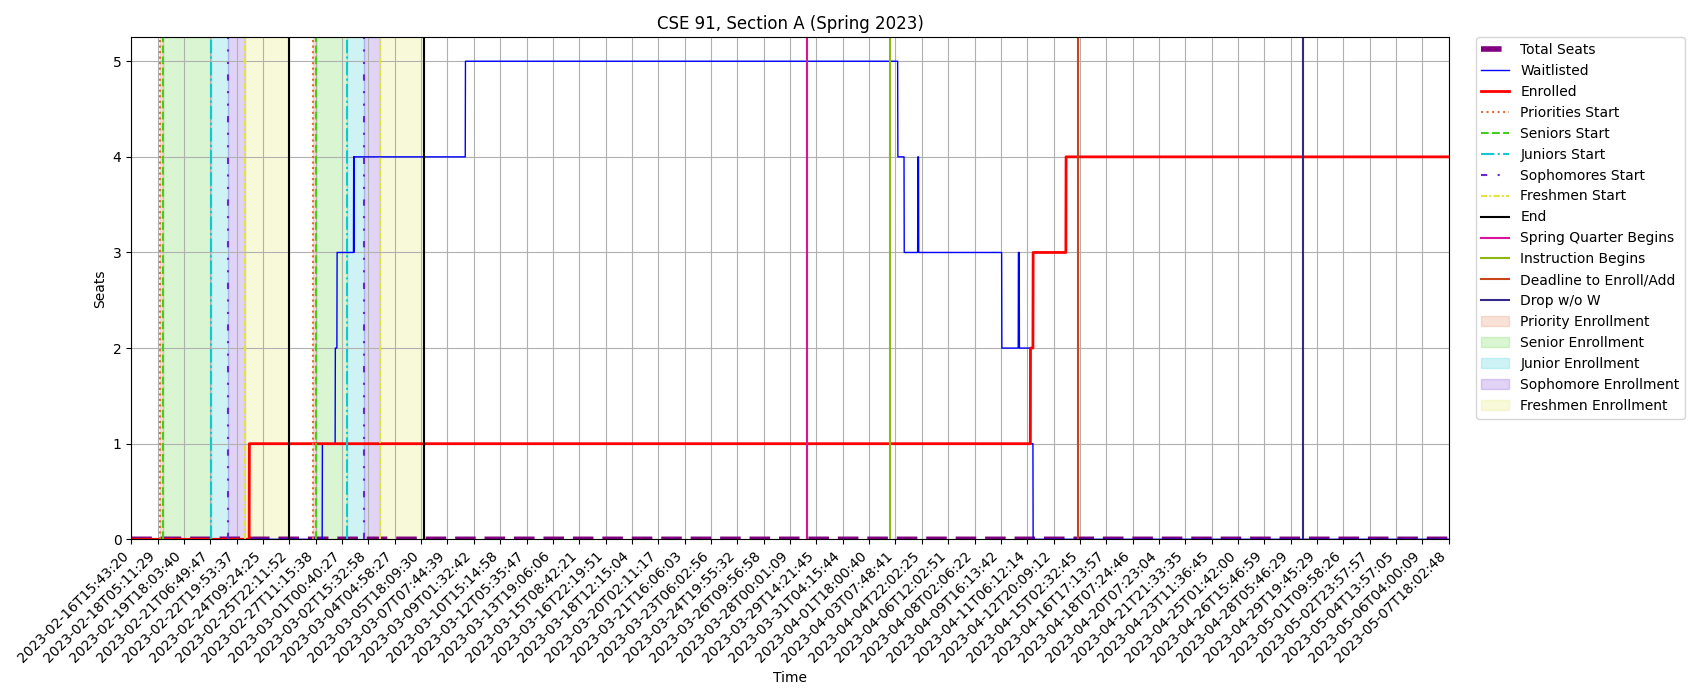 CSE 91, Section A (Spring 2023)
Seats
5
4
3
2
1
0
2023-02-16T15:43:20
2023-02-18T05:11:29
2023-02-19T18:03:40
2023-02-21T06:49:47
2023-02-22T19:53:37
2023-02-24T09:24:25
2023-02-25T22:11:52
2023-02-27T11:15:38
2023-03-01T00:40:27
2023-03-02T15:32:58
2023-03-04T04:58:27
2023-03-05T18:09:30
2023-03-07T07:44:39
2023-03-09T01:32:42
2023-03-10T15:14:58
2023-03-12T05:35:47
2023-03-13T19:06:06
2023-03-15T08:42:21
2023-03-16T22:19:51
2023-03-18T12:15:04
2023-03-20T02:11:17
2023-03-21T16:06:03
2023-03-23T06:02:56
2023-03-24T19:55:32
2023-03-26T09:56:58
2023-03-28T00:01:09
2023-03-29T14:21:45
2023-03-31T04:15:44
2023-04-01T18:00:40
2023-04-03T07:48:41
2023-04-04T22:02:25
2023-04-06T12:02:51
2023-04-08T02:06:22
2023-04-09T16:13:42
2023-04-11T06:12:14
2023-04-12T20:09:12
2023-04-15T02:32:45
2023-04-16T17:13:57
2023-04-18T07:24:46
2023-04-20T07:23:04
2023-04-21T21:33:35
2023-04-23T11:36:45
2023-04-25T01:42:00
2023-04-26T15:46:59
2023-04-28T05:46:29
2023-04-29T19:45:29
2023-05-01T09:58:26
2023-05-02T23:57:57
2023-05-04T13:57:05
2023-05-06T04:00:09
2023-05-07T18:02:48
Time
Total Seats
Waitlisted
Enrolled
Priorities Start
Seniors Start
Juniors Start
Sophomores Start
Freshmen Start
End
Spring Quarter Begins
Instruction Begins
Deadline to Enroll/Add
Drop w/o W
Priority Enrollment
Senior Enrollment
Junior Enrollment
Sophomore Enrollment
Freshmen Enrollment